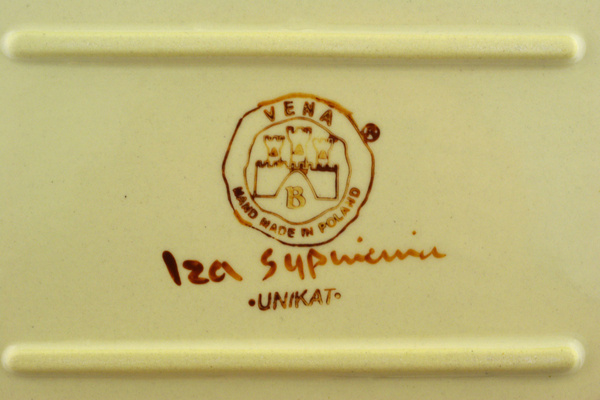 VENA
B
HAND MADE IN POLAND
Iza
UNIKAT